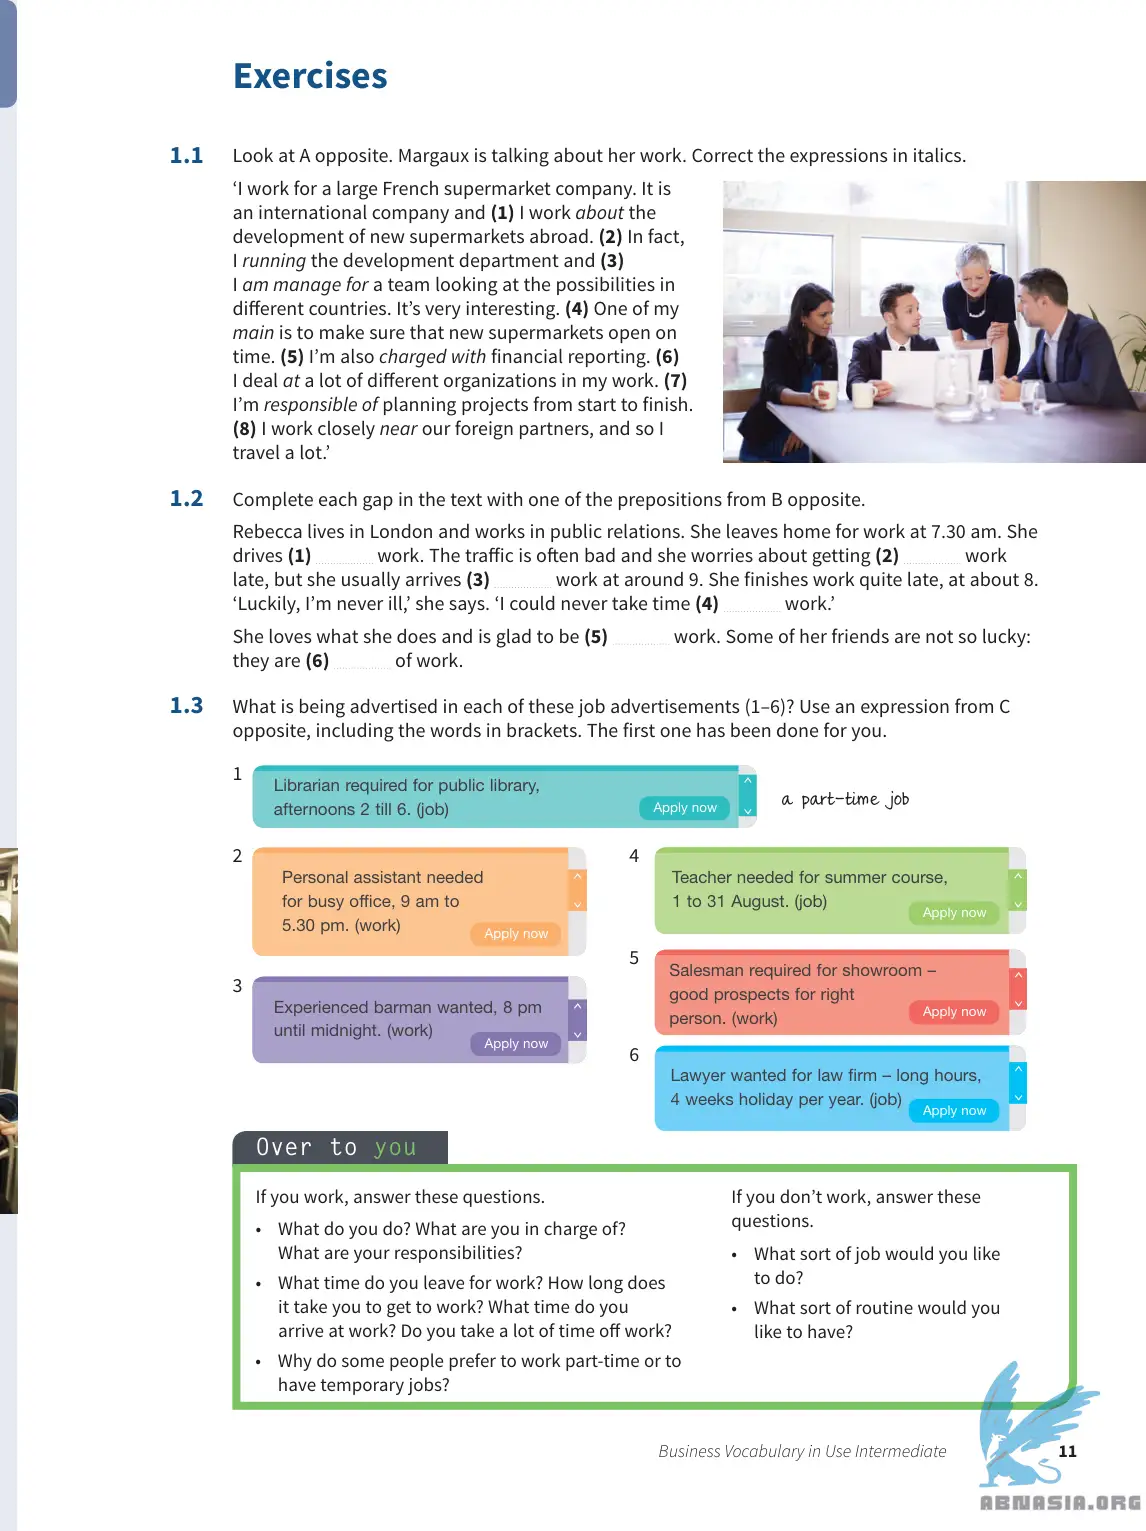 Exercises
1.1 Look at A opposite. Margaux is talking about her work. Correct the expressions in italics.
‘I work for a large French supermarket company. It is
an international company and (1) I work about the
development of new supermarkets abroad. (2) In fact,
I running the development department and (3)
I am manage for a team looking at the possibilities in
different countries. It’s very interesting. (4) One of my
main is to make sure that new supermarkets open on
time. (5) I’m also charged with financial reporting. (6)
I deal at a lot of different organizations in my work. (7)
I’m responsible of planning projects from start to finish.
(8) I work closely near our foreign partners, and so I
travel a lot.’
1.2 Complete each gap in the text with one of the prepositions from B opposite.
Rebecca lives in London and works in public relations. She leaves home for work at 7.30 am. She
drives (1) .................... work. The traffic is often bad and she worries about getting (2) .................... work
late, but she usually arrives (3) .................... work at around 9. She finishes work quite late, at about 8.
‘Luckily, I’m never ill,’ she says. ‘I could never take time (4) .................... work.’
She loves what she does and is glad to be (5) .................... work. Some of her friends are not so lucky:
they are (6) .................... of work.
1.3 What is being advertised in each of these job advertisements (1–6)? Use an expression from C
opposite, including the words in brackets. The first one has been done for you.
1
Librarian required for public library,
afternoons 2 till 6. (job)
Apply now
a part-time job
2
Personal assistant needed
for busy office, 9 am to
5.30 pm. (work)
Apply now
3
Experienced barman wanted, 8 pm
until midnight. (work)
Apply now
4
Teacher needed for summer course,
1 to 31 August. (job)
Apply now
5
Salesman required for showroom –
good prospects for right
person. (work)
Apply now
6
Lawyer wanted for law firm – long hours,
4 weeks holiday per year. (job)
Apply now
Over to you
If you work, answer these questions.
• What do you do? What are you in charge of?
What are your responsibilities?
• What time do you leave for work? How long does
it take you to get to work? What time do you
arrive at work? Do you take a lot of time off work?
• Why do some people prefer to work part-time or to
have temporary jobs?
If you don’t work, answer these
questions.
• What sort of job would you like
to do?
• What sort of routine would you
like to have?
Business Vocabulary in Use Intermediate 11
ABNASIA.ORG